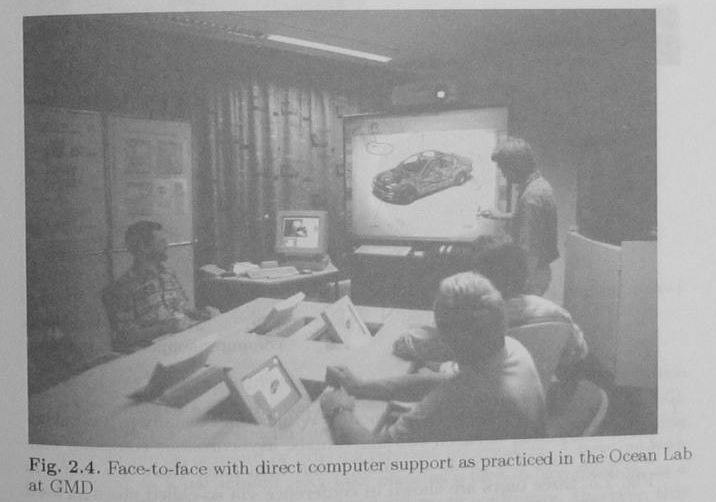 Fig. 2.4. Face-to-face with direct computer support as practiced in the Ocean Lab
at GMD